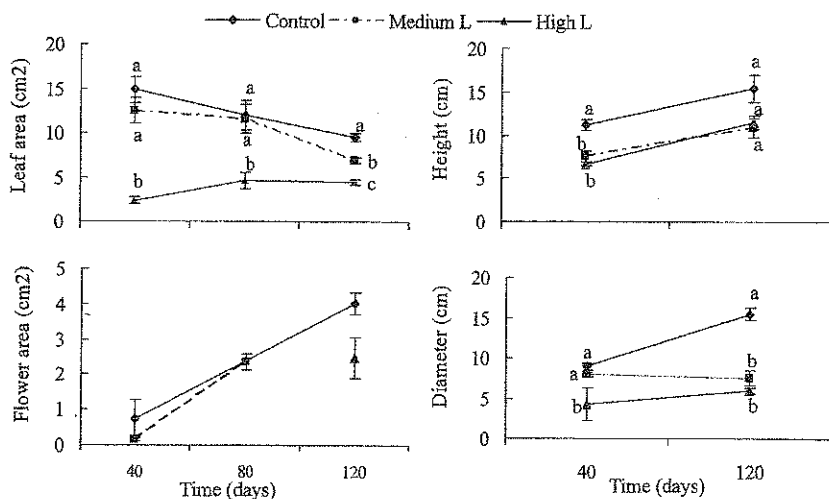 Control Medium L High L
Leaf area (cm2)
20
15
10
5
0
a
a
a
a
a
b
b
b
c
Height (cm)
20
15
10
5
0
a
a
b
b
a
a
Flower area (cm2)
5
4
3
2
1
0
40
80
120
Time (days)
Diameter (cm)
20
15
10
5
0
a
a
b
a
b
b
40
120
Time (days)